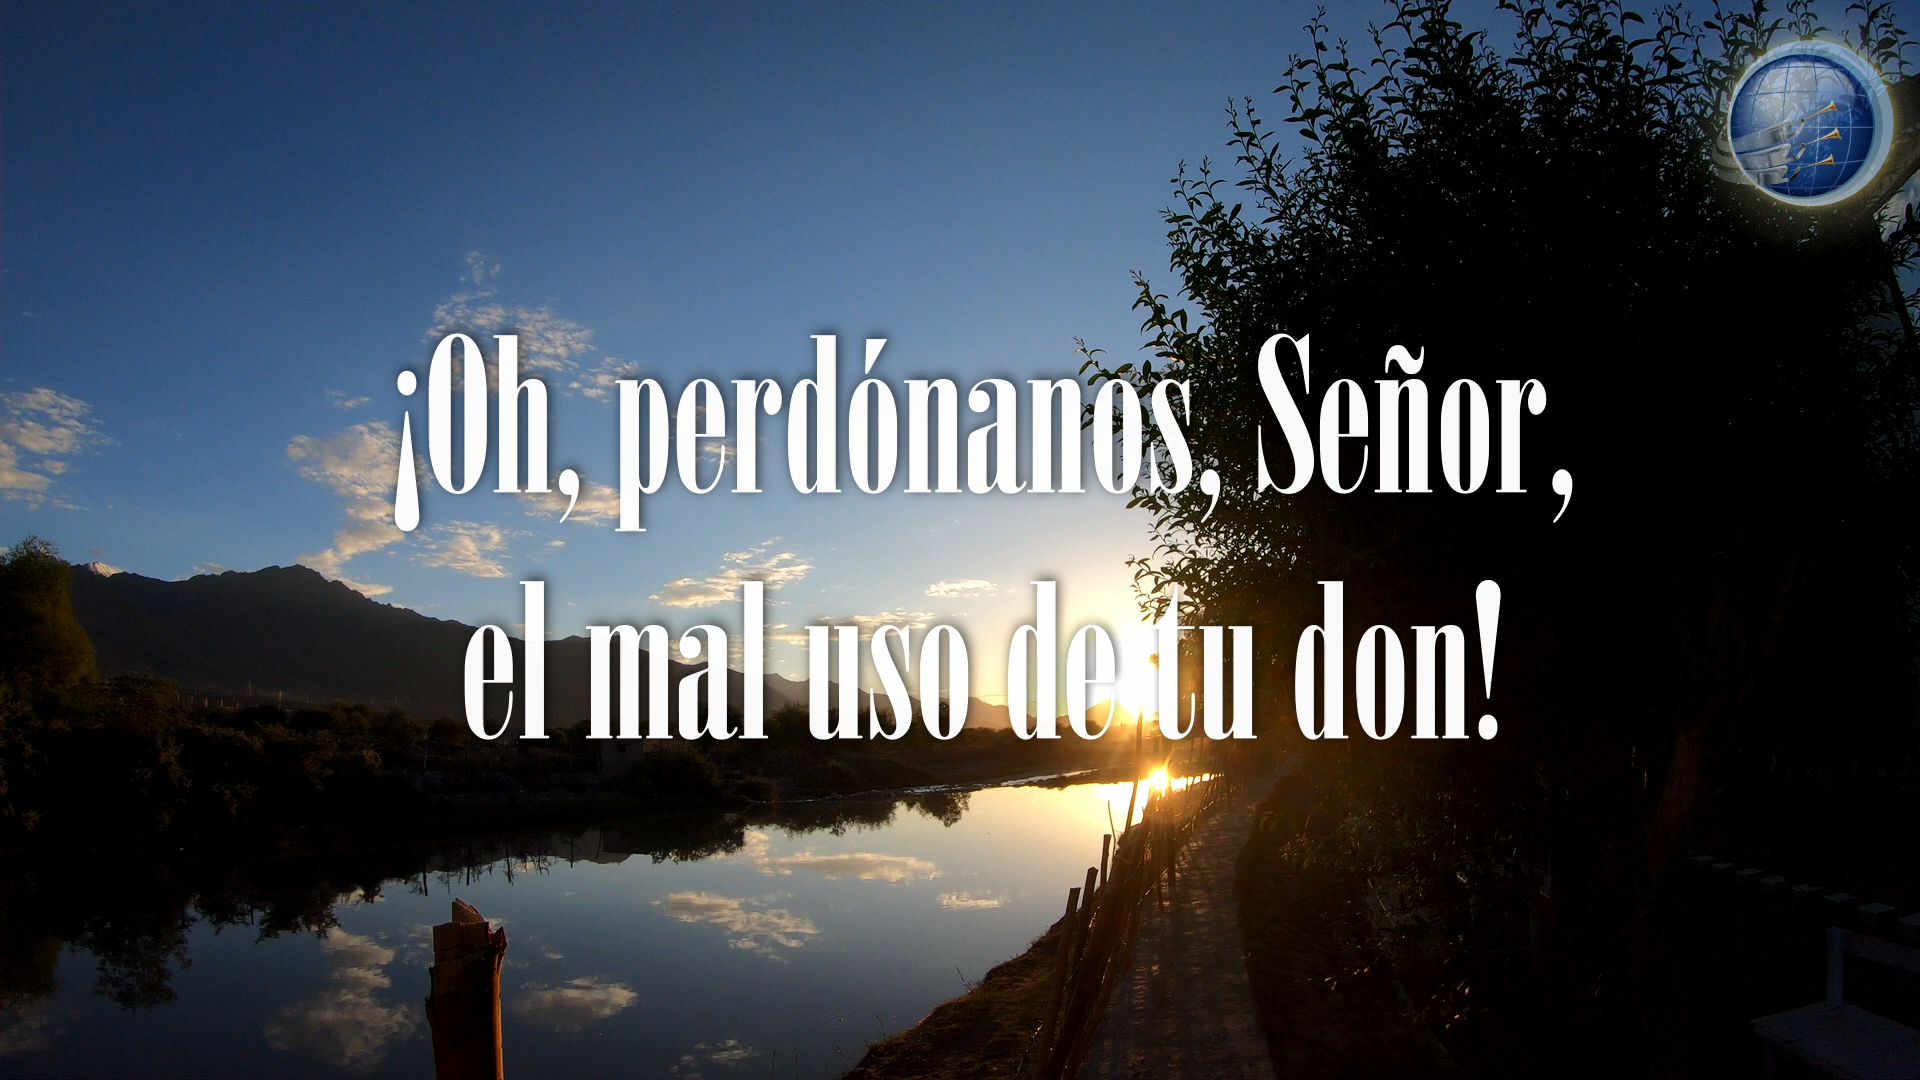 ¡Oh, perdónanos, Señor,
el mal uso de tu don!